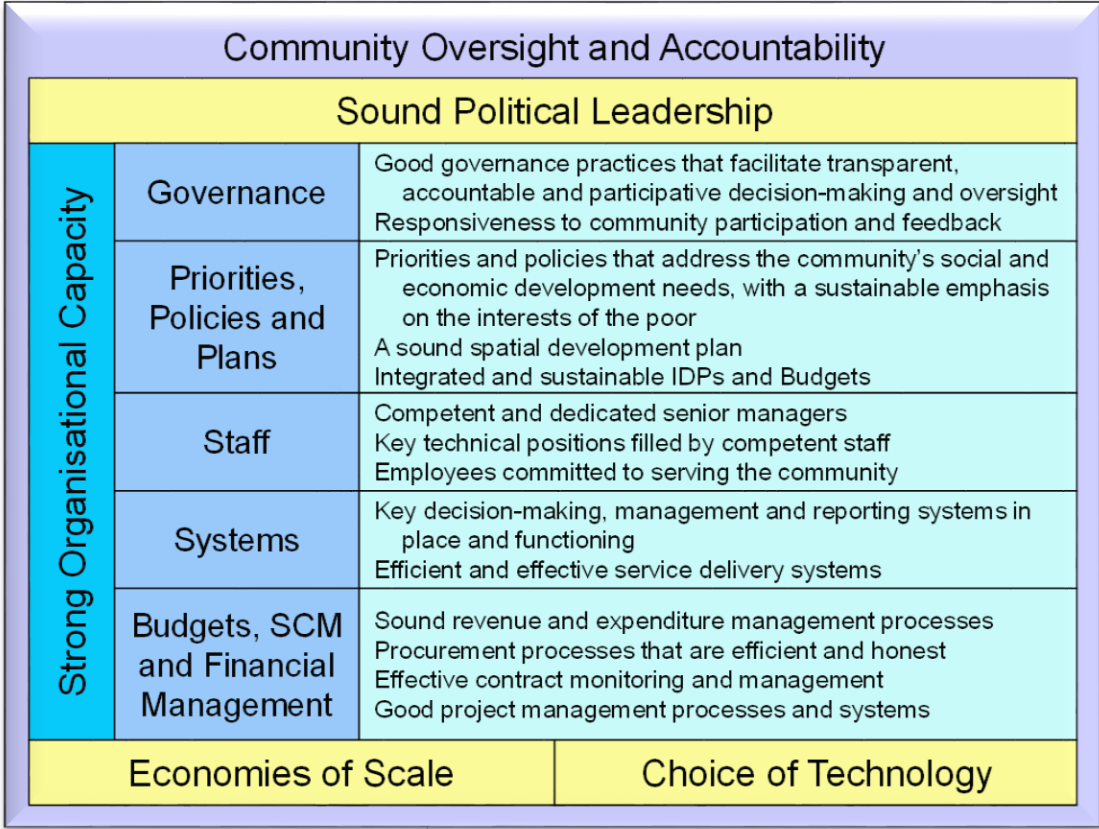 Community Oversight and Accountability
Sound Political Leadership
Strong Organisational Capacity
Governance
Good governance practices that facilitate transparent,
accountable and participative decision-making and oversight
Responsiveness to community participation and feedback
Priorities,
Policies and
Plans
Priorities and policies that address the community's social and
economic development needs, with a sustainable emphasis
on the interests of the poor
A sound spatial development plan
Integrated and sustainable IDPs and Budgets
Staff
Competent and dedicated senior managers
Key technical positions filled by competent staff
Employees committed to serving the community
Systems
Key decision-making, management and reporting systems in
place and functioning
Efficient and effective service delivery systems
Budgets, SCM
and Financial
Management
Sound revenue and expenditure management processes
Procurement processes that are efficient and honest
Effective contract monitoring and management
Good project management processes and systems
Economies of Scale
Choice of Technology